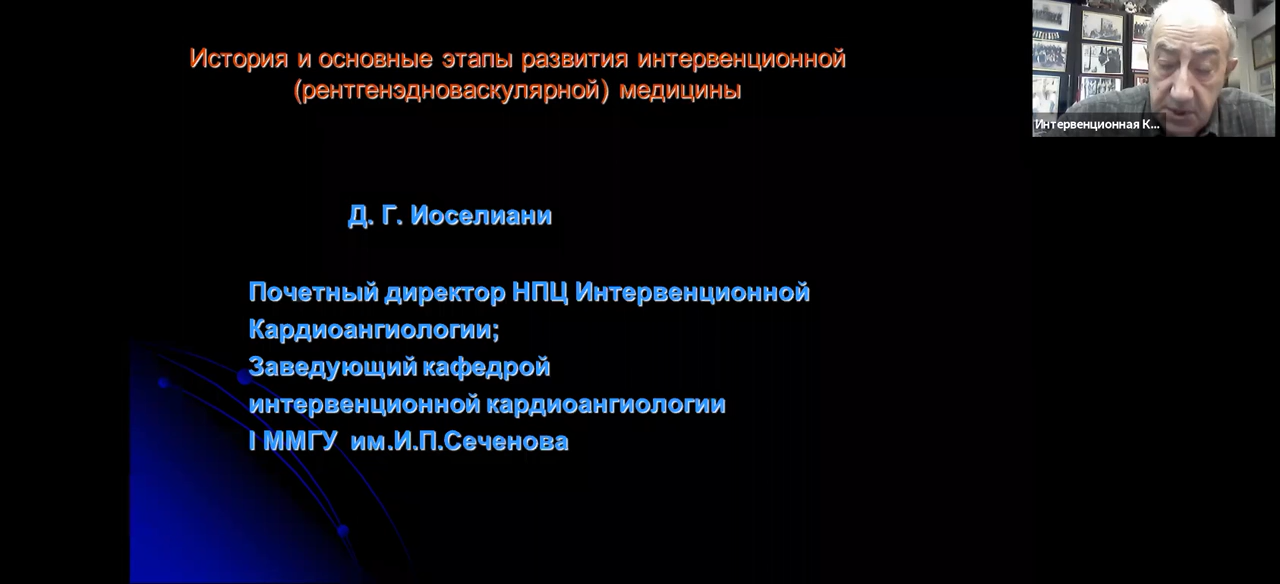 История и основные этапы развития интервенционной
(рентгенэдноваскулярной) медицины
Интервенционная К...
Д. Г. Иоселиани
Почетный директор НПЦ Интервенционной
Кардиоангиологии;
Заведующий кафедрой
интервенционной кардиоангиологии
I ММГУ им.И.П.Сеченова